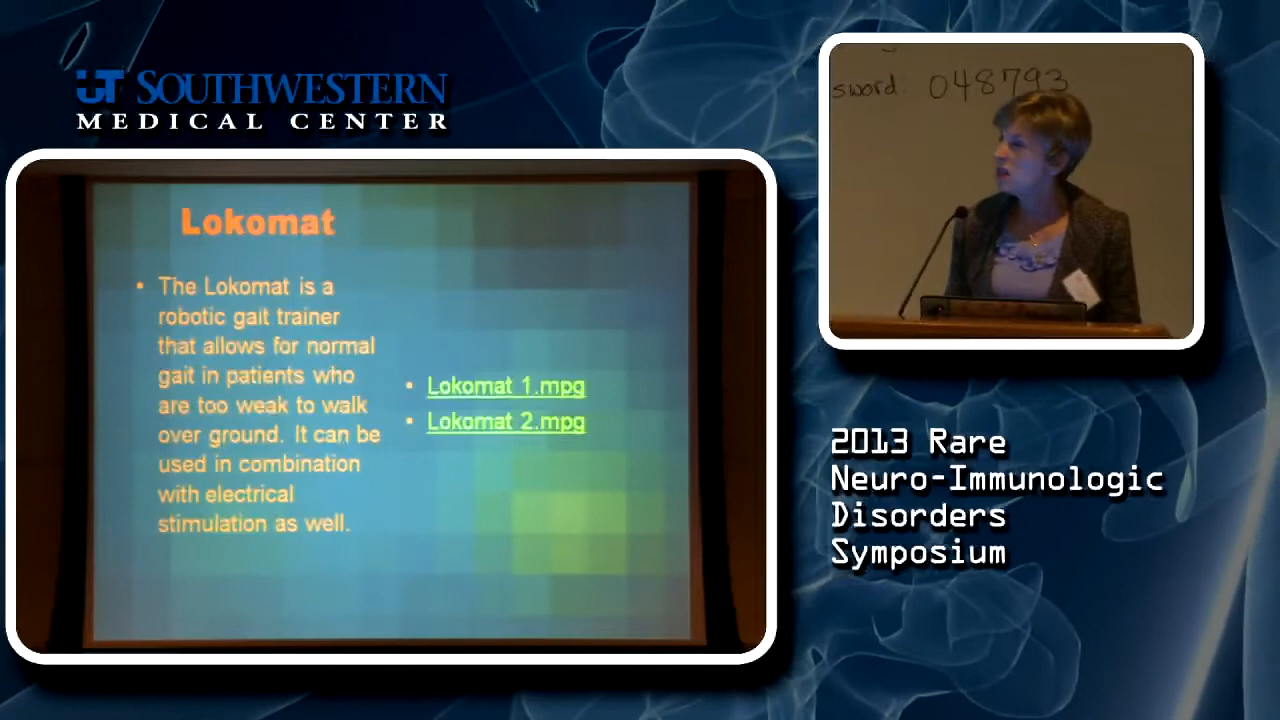 UT SOUTHWESTERN
MEDICAL CENTER
Lokomat
• The Lokomat is a
robotic gait trainer
that allows for normal
gait in patients who
are too weak to walk
over ground. It can be
used in combination
with electrical
stimulation as well.
• Lokomat 1.mpg
• Lokomat 2.mpg
sword: 048793
2013 Rare
Neuro-Immunologic
Disorders
Symposium